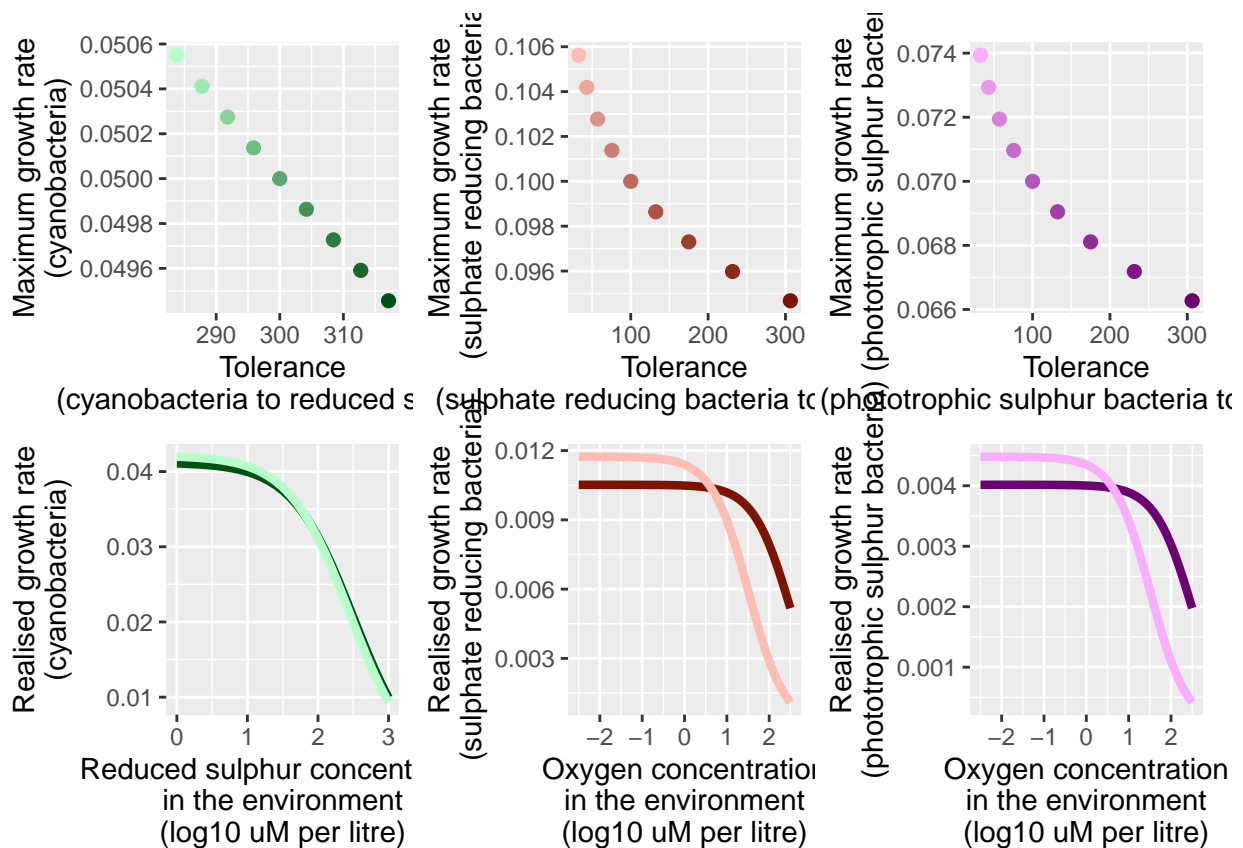 Maximum growth rate
(cyanobacteria)
0.0506
0.0504
0.0502
0.0500
0.0498
0.0496
290 300 310
Tolerance
(cyanobacteria to reduced s
Maximum growth rate
(sulphate reducing bacteria
0.106
0.104
0.102
0.100
0.098
0.096
100 200 300
Tolerance
(sulphate reducing bacteria to
Maximum growth rate
(phototrophic sulphur bacteri
0.074
0.072
0.070
0.068
0.066
100 200 300
Tolerance
(phototrophic sulphur bacteria to
Realised growth rate
(cyanobacteria)
0.04
0.03
0.02
0.01
0 1 2 3
Reduced sulphur concent
in the environment
(log10 uM per litre)
Realised growth rate
(sulphate reducing bacteria)
0.012
0.009
0.006
0.003
−2 −1 0 1 2
Oxygen concentration
in the environment
(log10 uM per litre)
Realised growth rate
(phototrophic sulphur bacteria)
0.004
0.003
0.002
0.001
−2 −1 0 1 2
Oxygen concentration
in the environment
(log10 uM per litre)